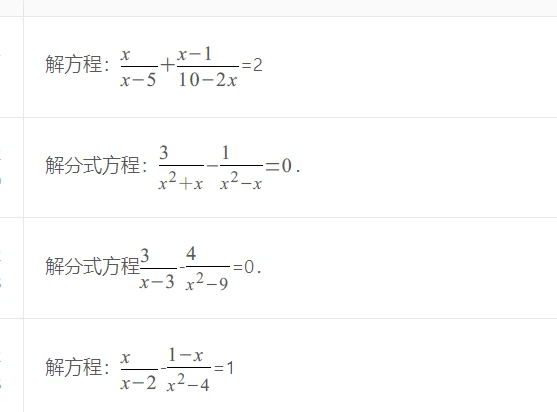 解方程：x/(x−5)+(x−1)/(10−2x)=2
解分式方程：3/(x²+x)−1/(x²−x)=0.
解分式方程3/(x−3)-4/(x²−9)=0.
解方程：x/(x−2)-(1−x)/(x²−4)=1